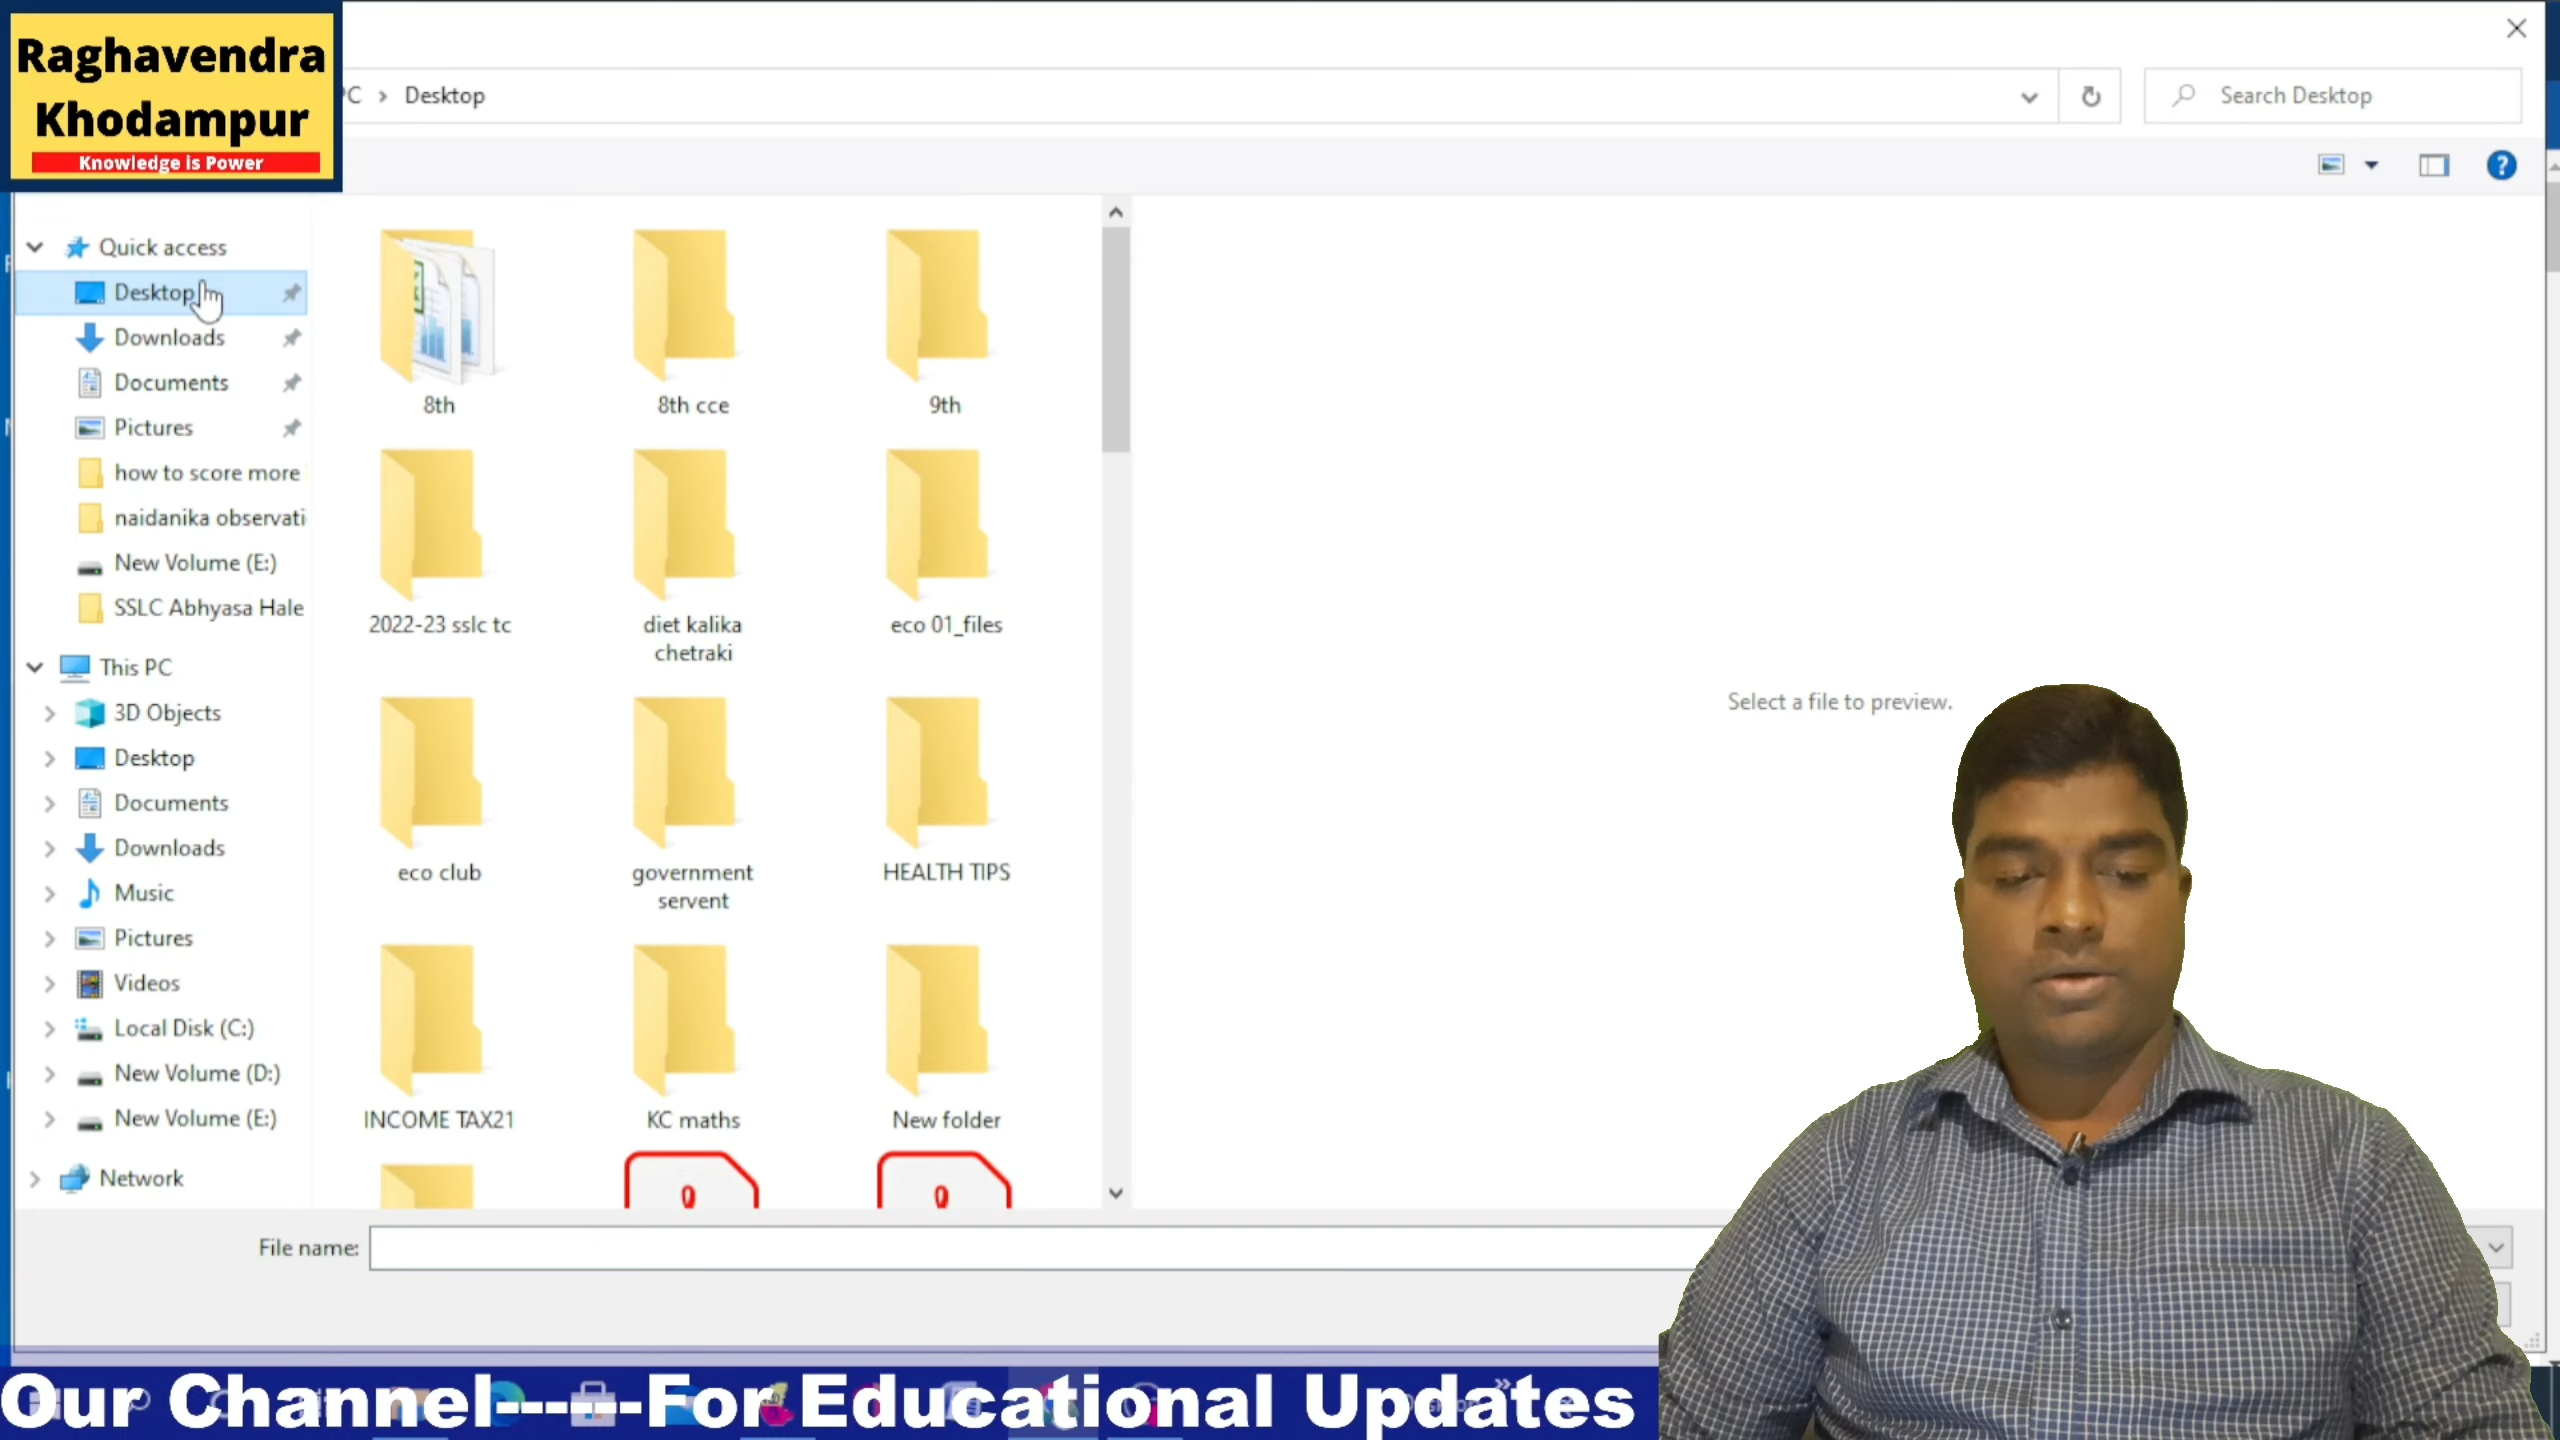 Raghavendra
Khodampur
Knowledge is Power
Desktop
Search Desktop
Quick access
Desktop
Downloads
Documents
Pictures
how to score more
naidanika observati
New Volume (E:)
SSLC Abhyasa Hale
This PC
3D Objects
Desktop
Documents
Downloads
Music
Pictures
Videos
Local Disk (C:)
New Volume (D:)
New Volume (E:)
Network
8th
8th cce
9th
2022-23 sslc tc
diet kalika
chetraki
eco 01_files
eco club
government
servent
HEALTH TIPS
INCOME TAX21
KC maths
New folder
Select a file to preview.
File name:
Our Channel------For Educational Updates